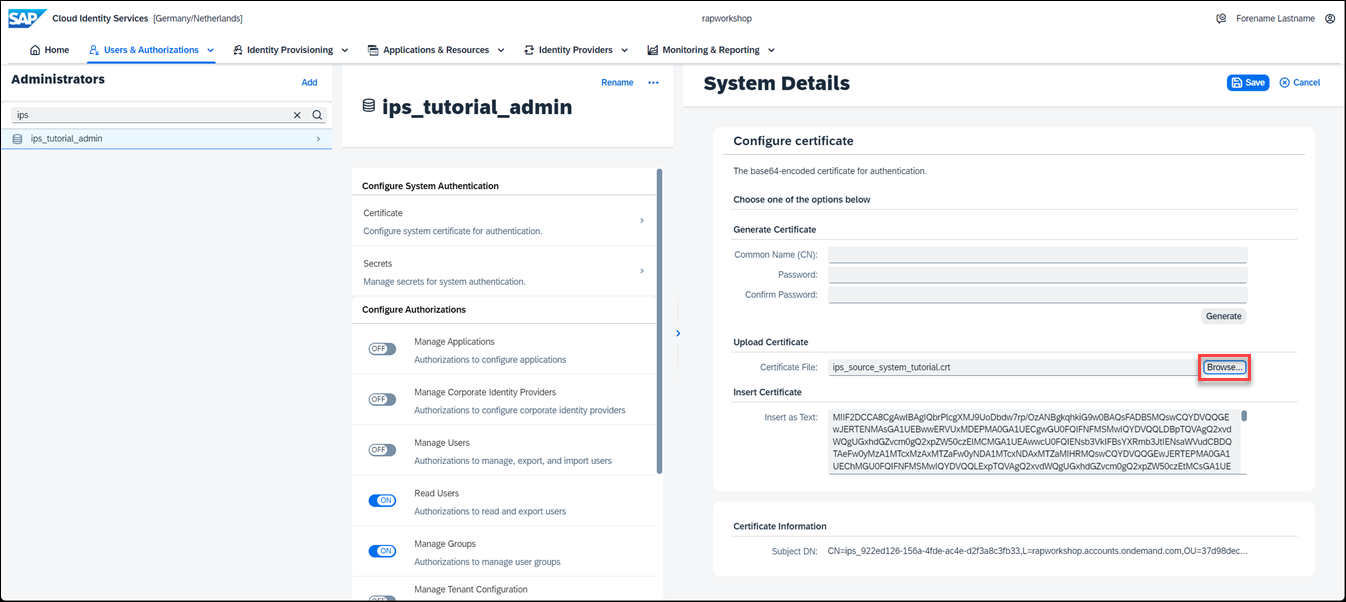 SAP Cloud Identity Services [Germany/Netherlands] rapworkshop Forename Lastname
Home Users & Authorizations Identity Provisioning Applications & Resources Identity Providers Monitoring & Reporting
Administrators Add
ips
ips_tutorial_admin
Rename ...
ips_tutorial_admin
Configure System Authentication
Certificate
Configure system certificate for authentication.
Secrets
Manage secrets for system authentication.
Configure Authorizations
OFF Manage Applications
Authorizations to configure applications
OFF Manage Corporate Identity Providers
Authorizations to configure corporate identity providers
OFF Manage Users
Authorizations to manage, export, and import users
ON Read Users
Authorizations to read and export users
ON Manage Groups
Authorizations to manage user groups
OFF Manage Tenant Configuration
System Details Save Cancel
Configure certificate
The base64-encoded certificate for authentication.
Choose one of the options below
Generate Certificate
Common Name (CN):
Password:
Confirm Password:
Generate
Upload Certificate
Certificate File: ips_source_system_tutorial.crt Browse...
Insert Certificate
Insert as Text:
Certificate Information
Subject DN: CN=ips_922ed126-156a-4fde-ac4e-d2f3a8c3fb33,L=rapworkshop.accounts.ondemand.com,OU=37d98dec...